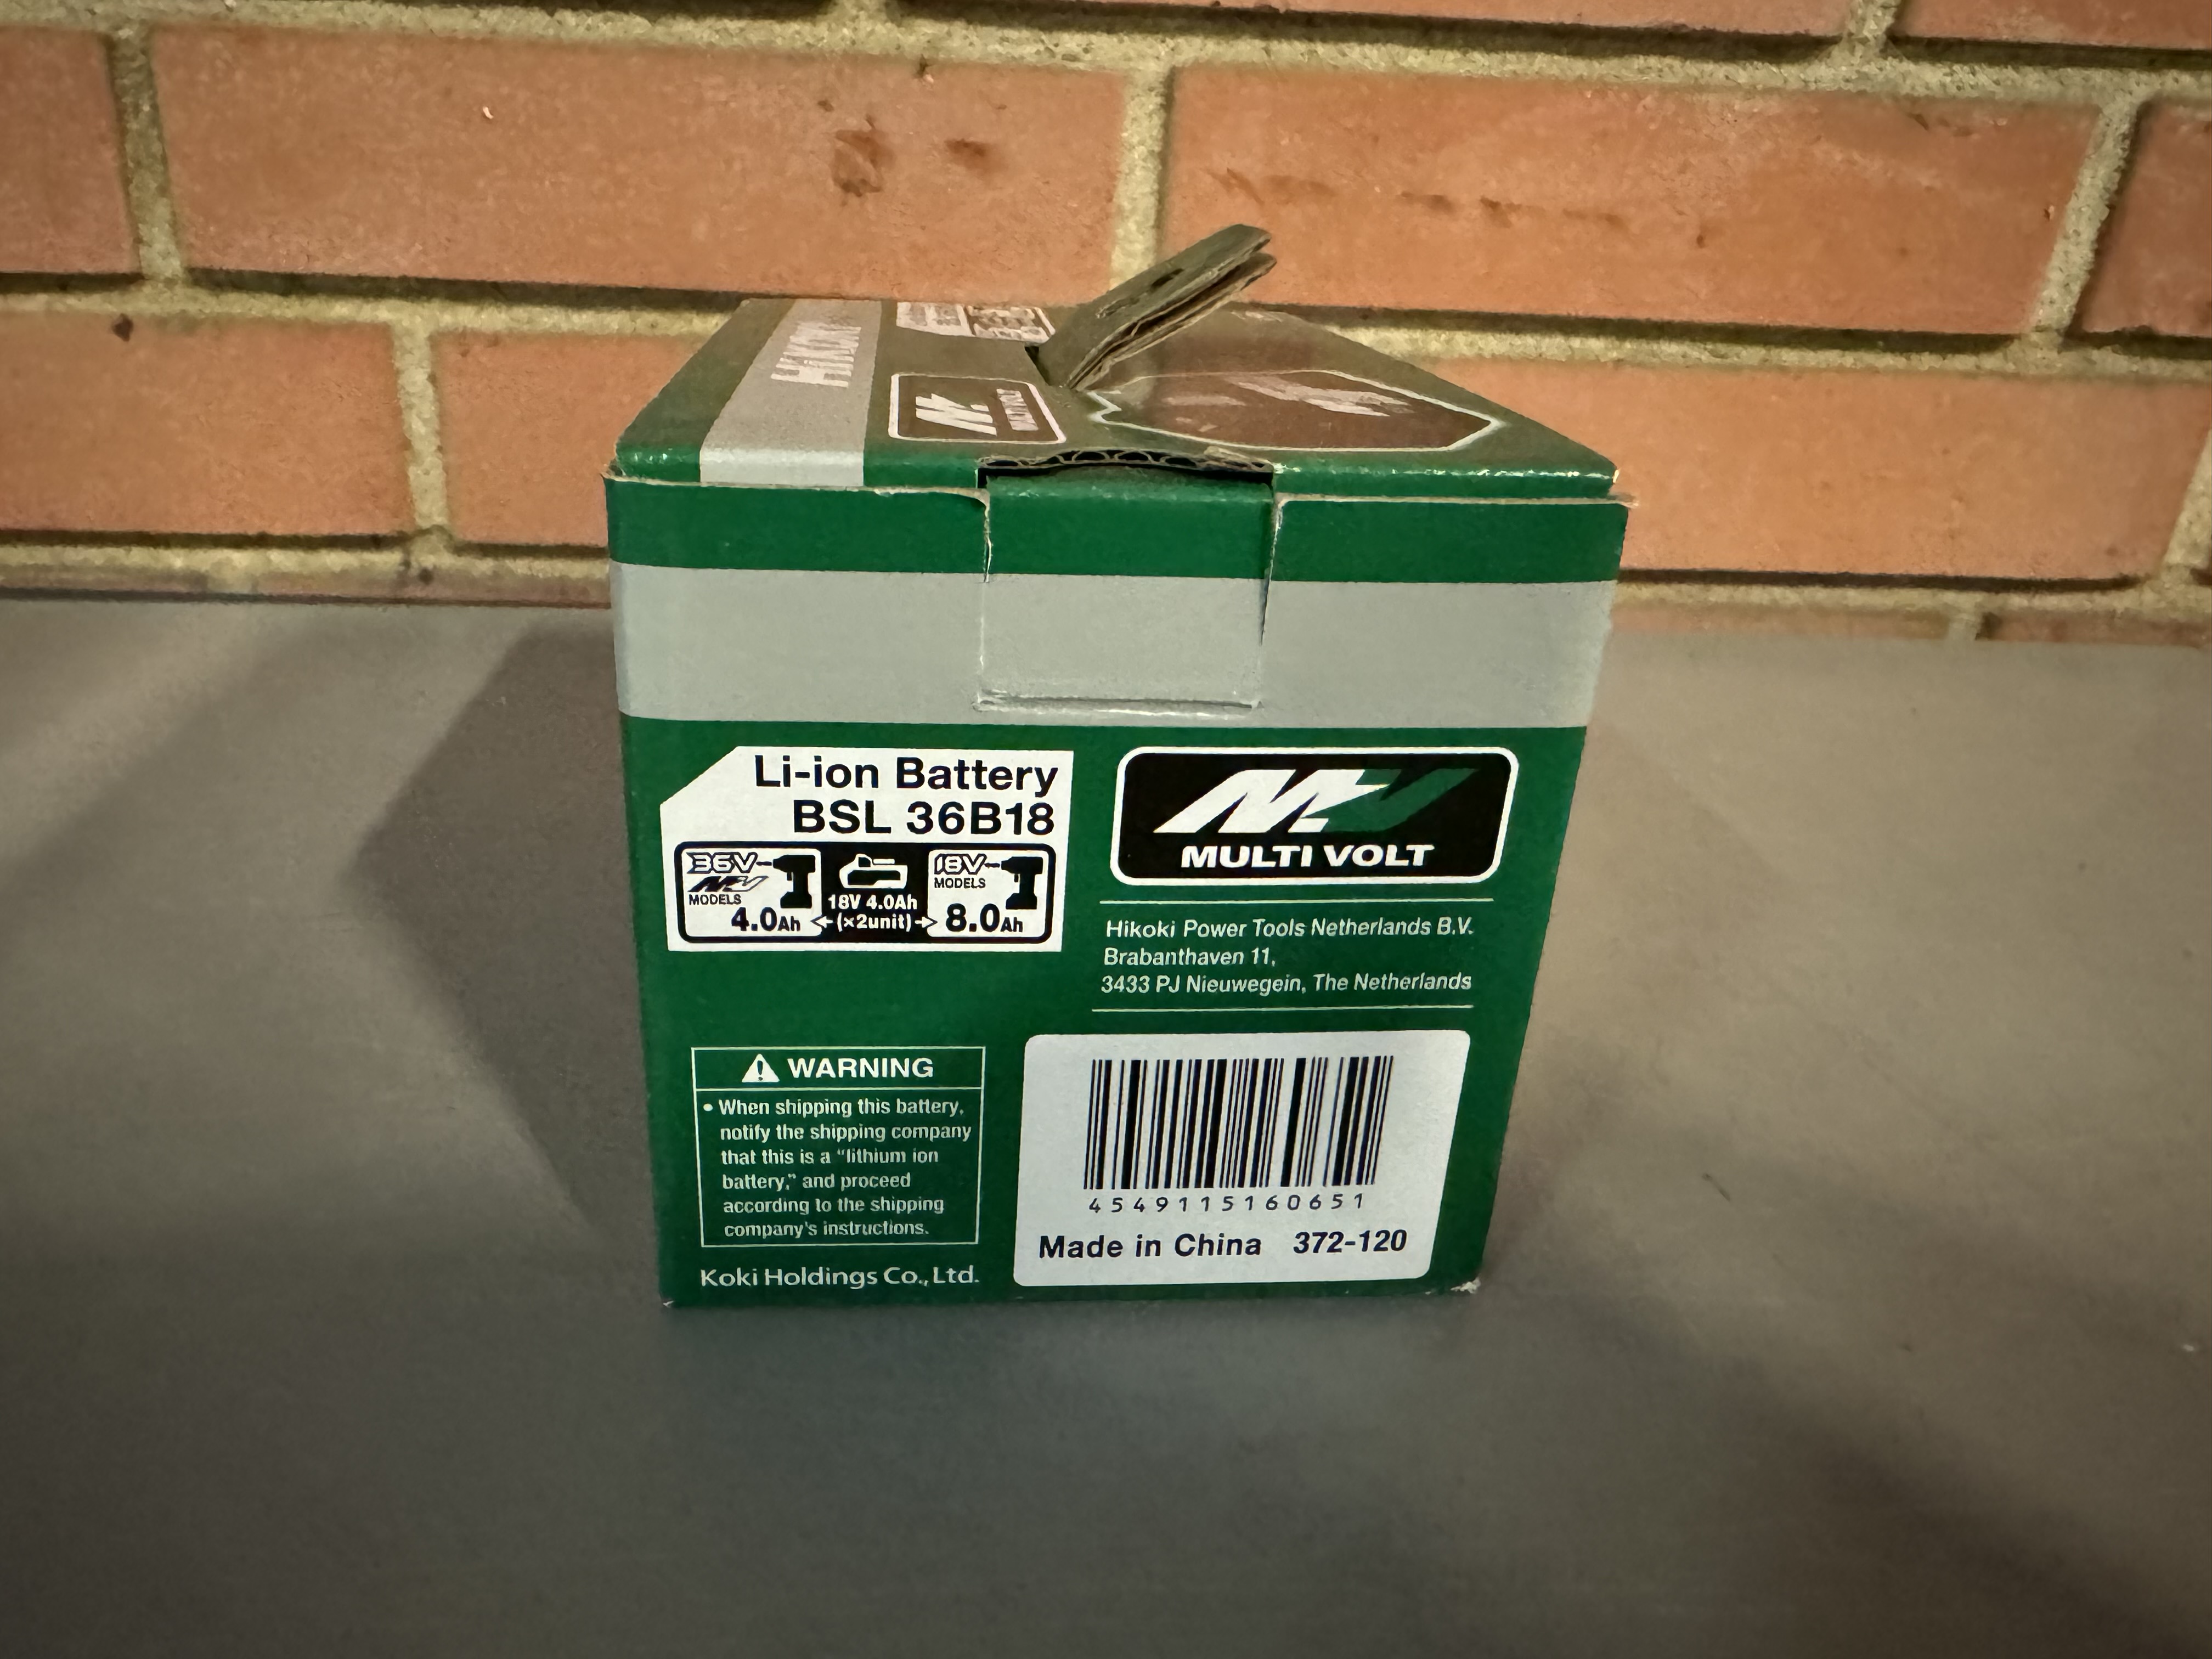 HiKOKI
MULTI VOLT
Li-ion Battery
BSL 36B18
36V
MODELS
4.0Ah
18V 4.0Ah
(×2unit)
18V
MODELS
8.0Ah
MULTI VOLT
Hikoki Power Tools Netherlands B.V.
Brabanthaven 11,
3433 PJ Nieuwegein, The Netherlands
WARNING
• When shipping this battery,
notify the shipping company
that this is a “lithium ion
battery,” and proceed
according to the shipping
company's instructions.
Koki Holdings Co., Ltd.
4549115160651
Made in China 372-120